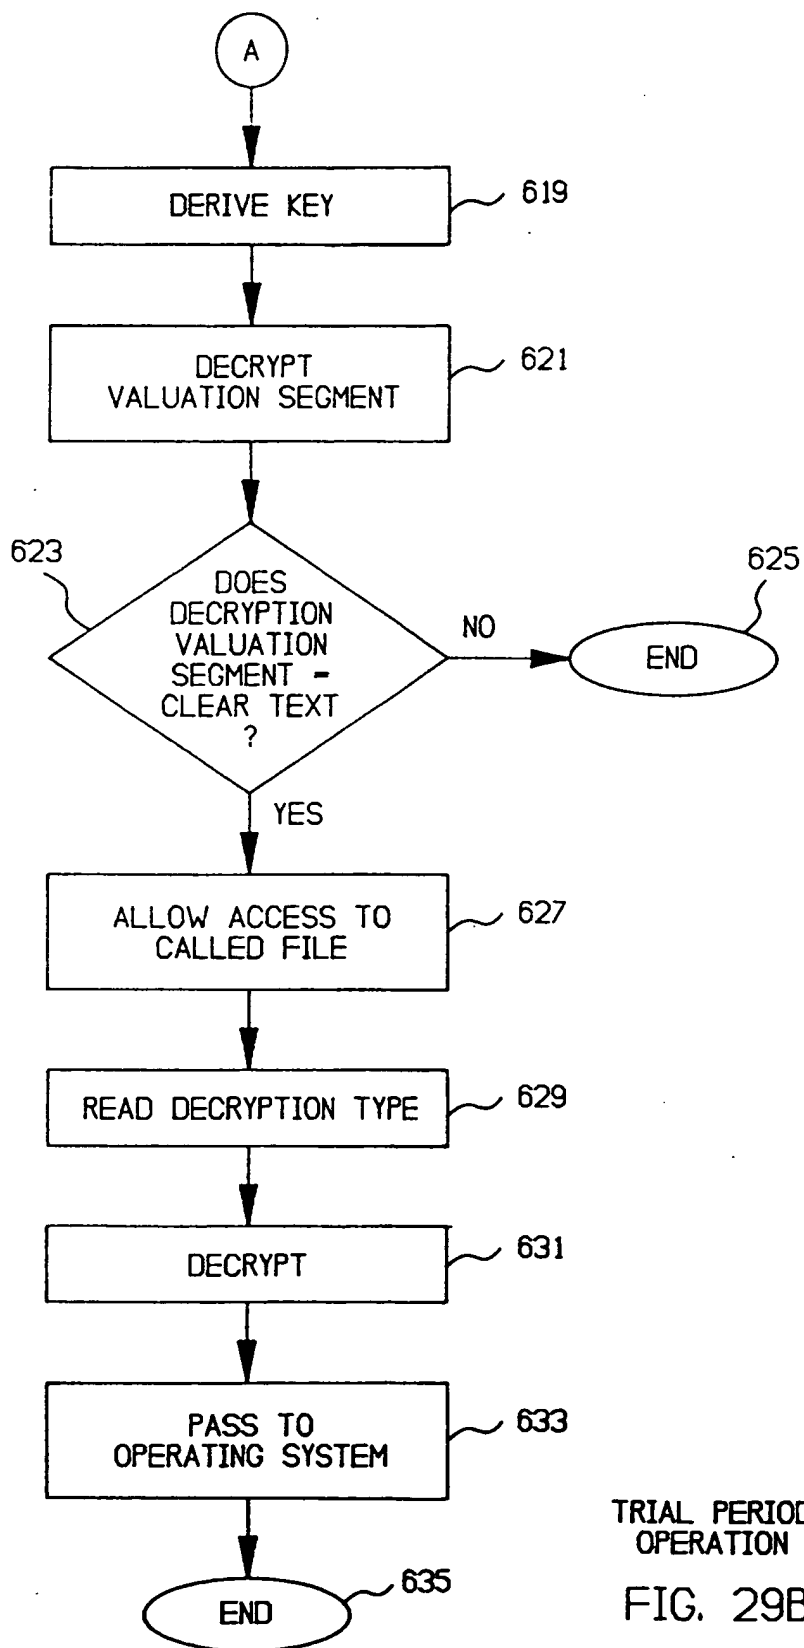 A
DERIVE KEY
619
DECRYPT
VALUATION SEGMENT
621
623
DOES
DECRYPTION
VALUATION
SEGMENT -
CLEAR TEXT
?
NO
625
END
YES
ALLOW ACCESS TO
CALLED FILE
627
READ DECRYPTION TYPE
629
DECRYPT
631
PASS TO
OPERATING SYSTEM
633
END
635
TRIAL PERIOD
OPERATION
FIG. 29B